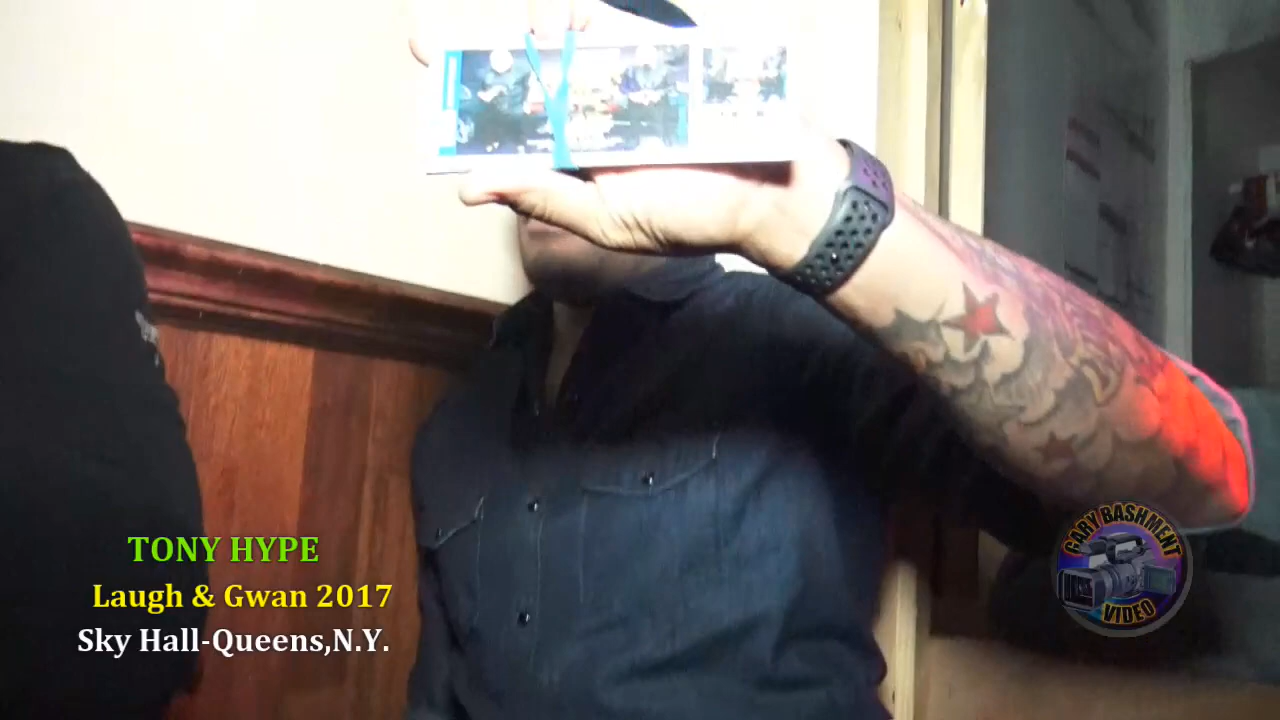 TONY HYPE
Laugh & Gwan 2017
Sky Hall-Queens,N.Y.
GARY BASHMENT
VIDEO